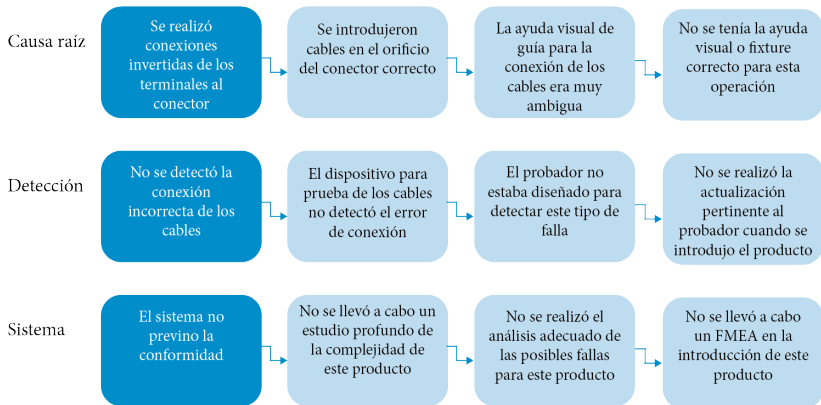 Causa raíz
Se realizó
conexiones
invertidas de los
terminales al
conector
Se introdujeron
cables en el orificio
del conector correcto
La ayuda visual de
guía para la
conexión de los
cables era muy
ambigua
No se tenía la ayuda
visual o fixture
correcto para esta
operación
Detección
No se detectó la
conexión
incorrecta de los
cables
El dispositivo para
prueba de los cables
no detectó el error
de conexión
El probador no
estaba diseñado para
detectar este tipo de
falla
No se realizó la
actualización
pertinente al
probador cuando se
introdujo el producto
Sistema
El sistema no
previno la
conformidad
No se llevó a cabo un
estudio profundo de
la complejidad de
este producto
No se realizó el
análisis adecuado de
las posibles fallas
para este producto
No se llevó a cabo
un FMEA en la
introducción de este
producto